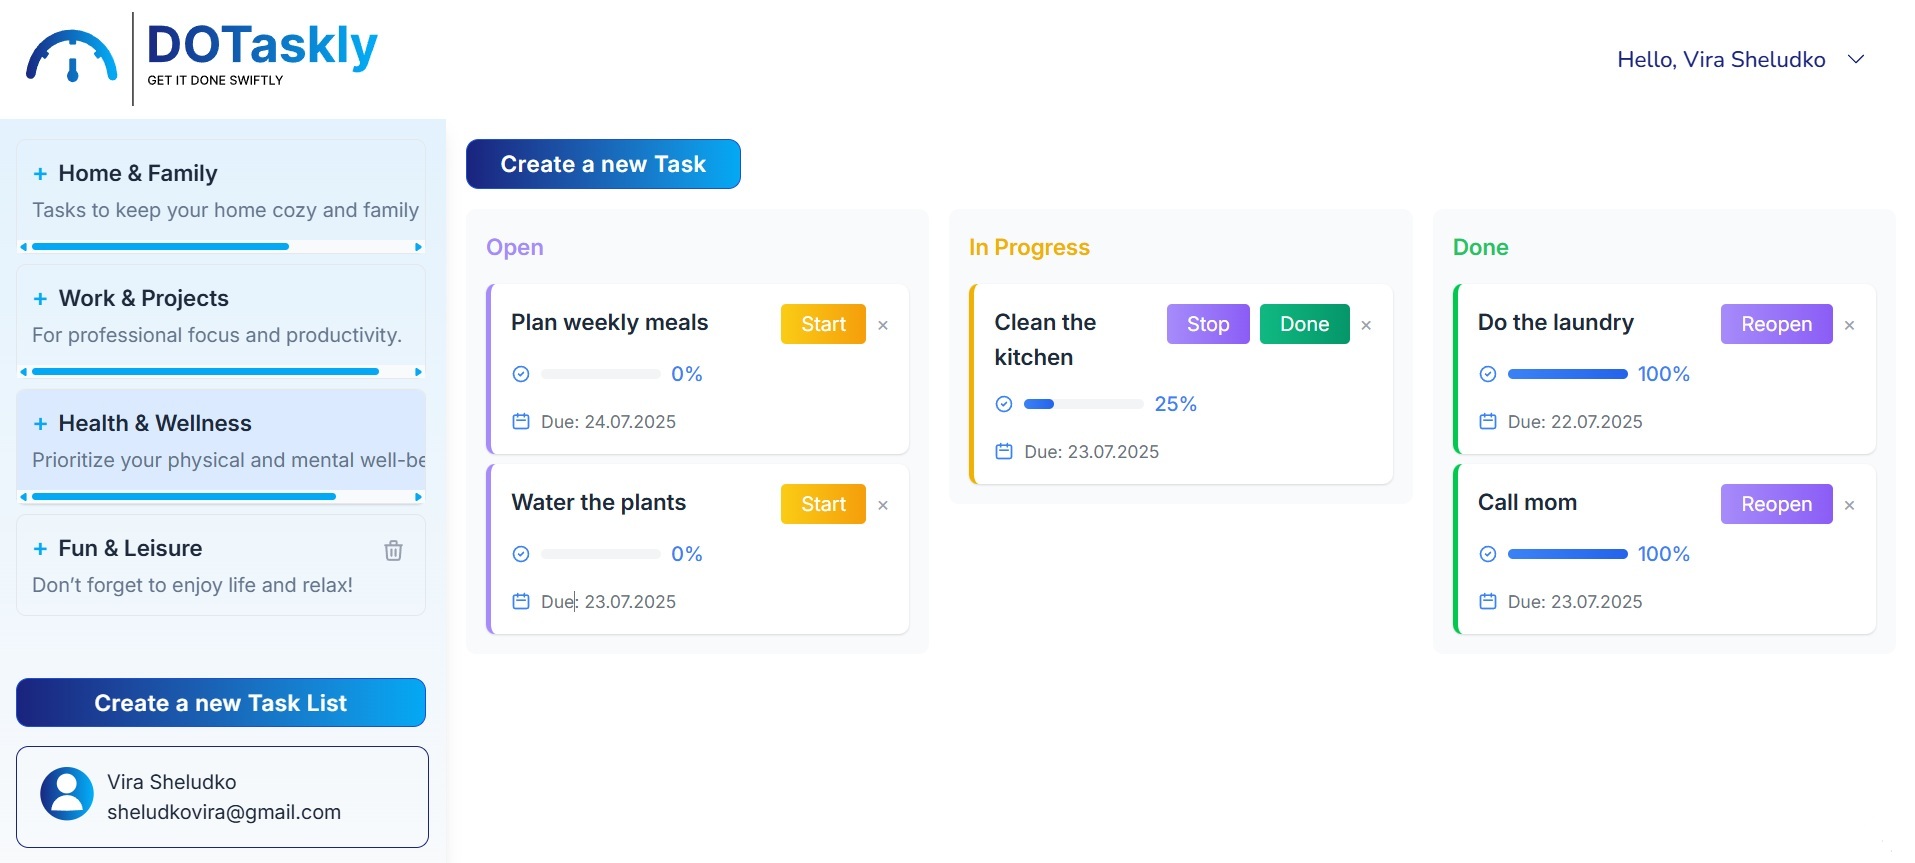 DOTaskly
GET IT DONE SWIFTLY
Hello, Vira Sheludko
+ Home & Family
Tasks to keep your home cozy and family
+ Work & Projects
For professional focus and productivity.
+ Health & Wellness
Prioritize your physical and mental well-be
+ Fun & Leisure
Don’t forget to enjoy life and relax!
Create a new Task List
Vira Sheludko
sheludkovira@gmail.com
Create a new Task
Open
Plan weekly meals
Start ×
0%
Due: 24.07.2025
Water the plants
Start ×
0%
Due: 23.07.2025
In Progress
Clean the
kitchen
Stop Done ×
25%
Due: 23.07.2025
Done
Do the laundry
Reopen ×
100%
Due: 22.07.2025
Call mom
Reopen ×
100%
Due: 23.07.2025